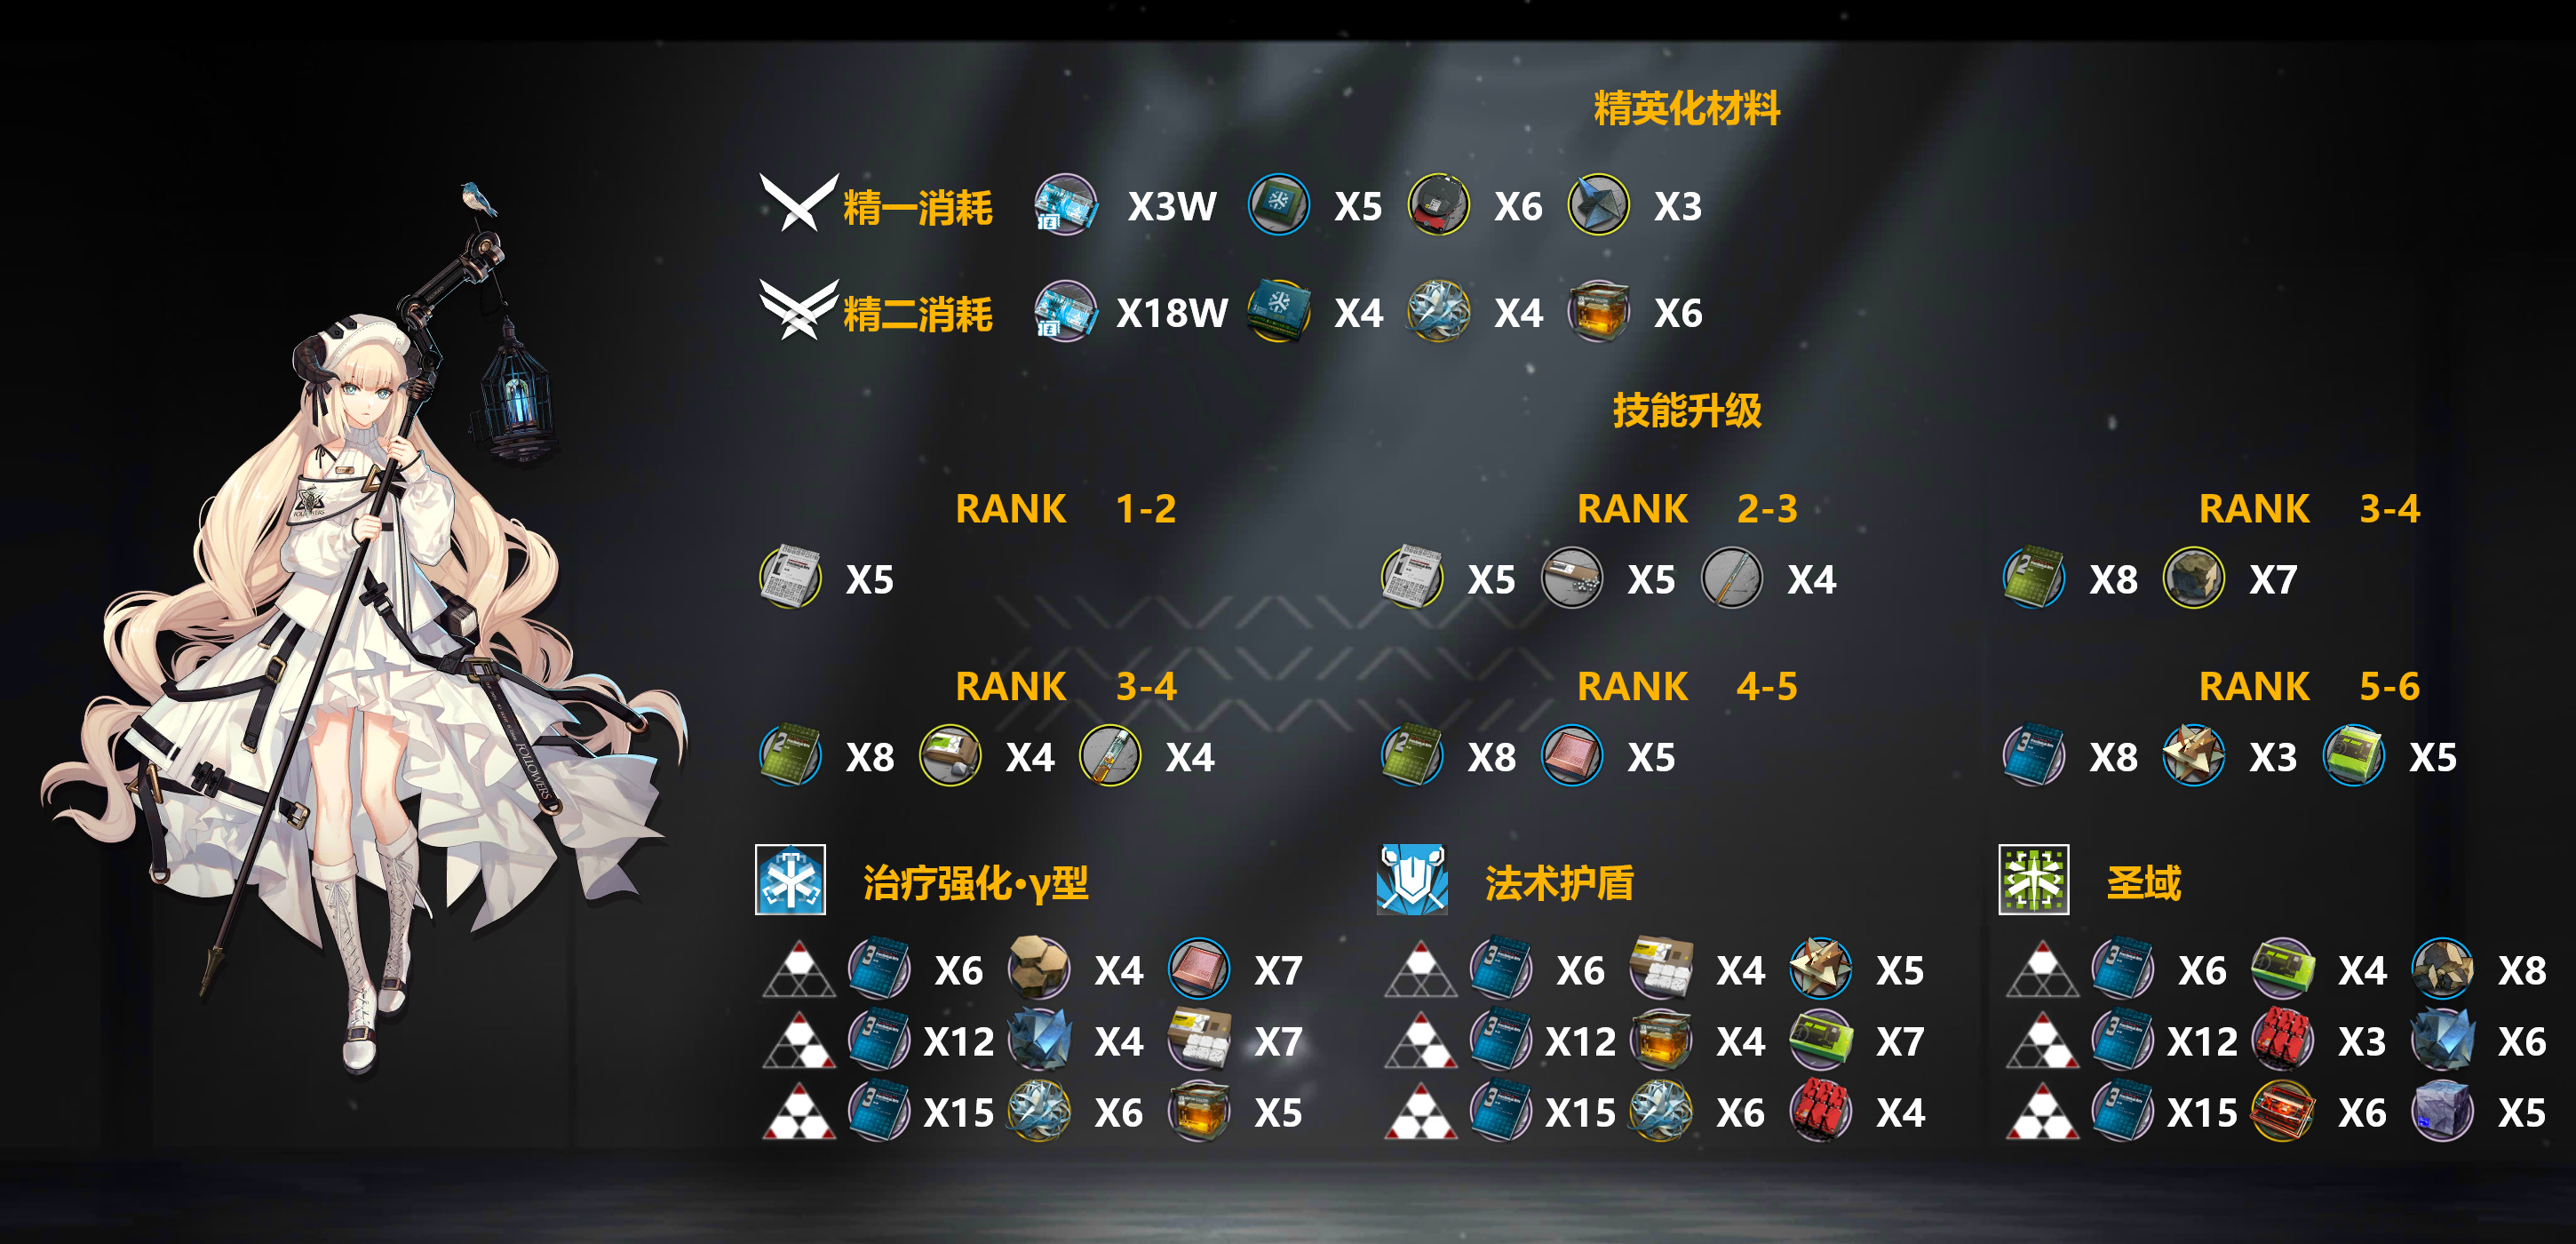 精英化材料
精一消耗 X3W X5 X6 X3
精二消耗 X18W X4 X4 X6
技能升级
RANK 1-2 RANK 2-3 RANK 3-4
X5 X5 X5 X4 X8 X7
RANK 3-4 RANK 4-5 RANK 5-6
X8 X4 X4 X8 X5 X8 X3 X5
治疗强化·γ型 法术护盾 圣域
X6 X4 X7 X6 X4 X5 X6 X4 X8
X12 X4 X7 X12 X4 X7 X12 X3 X6
X15 X6 X5 X15 X6 X4 X15 X6 X5
FOLLOWERS